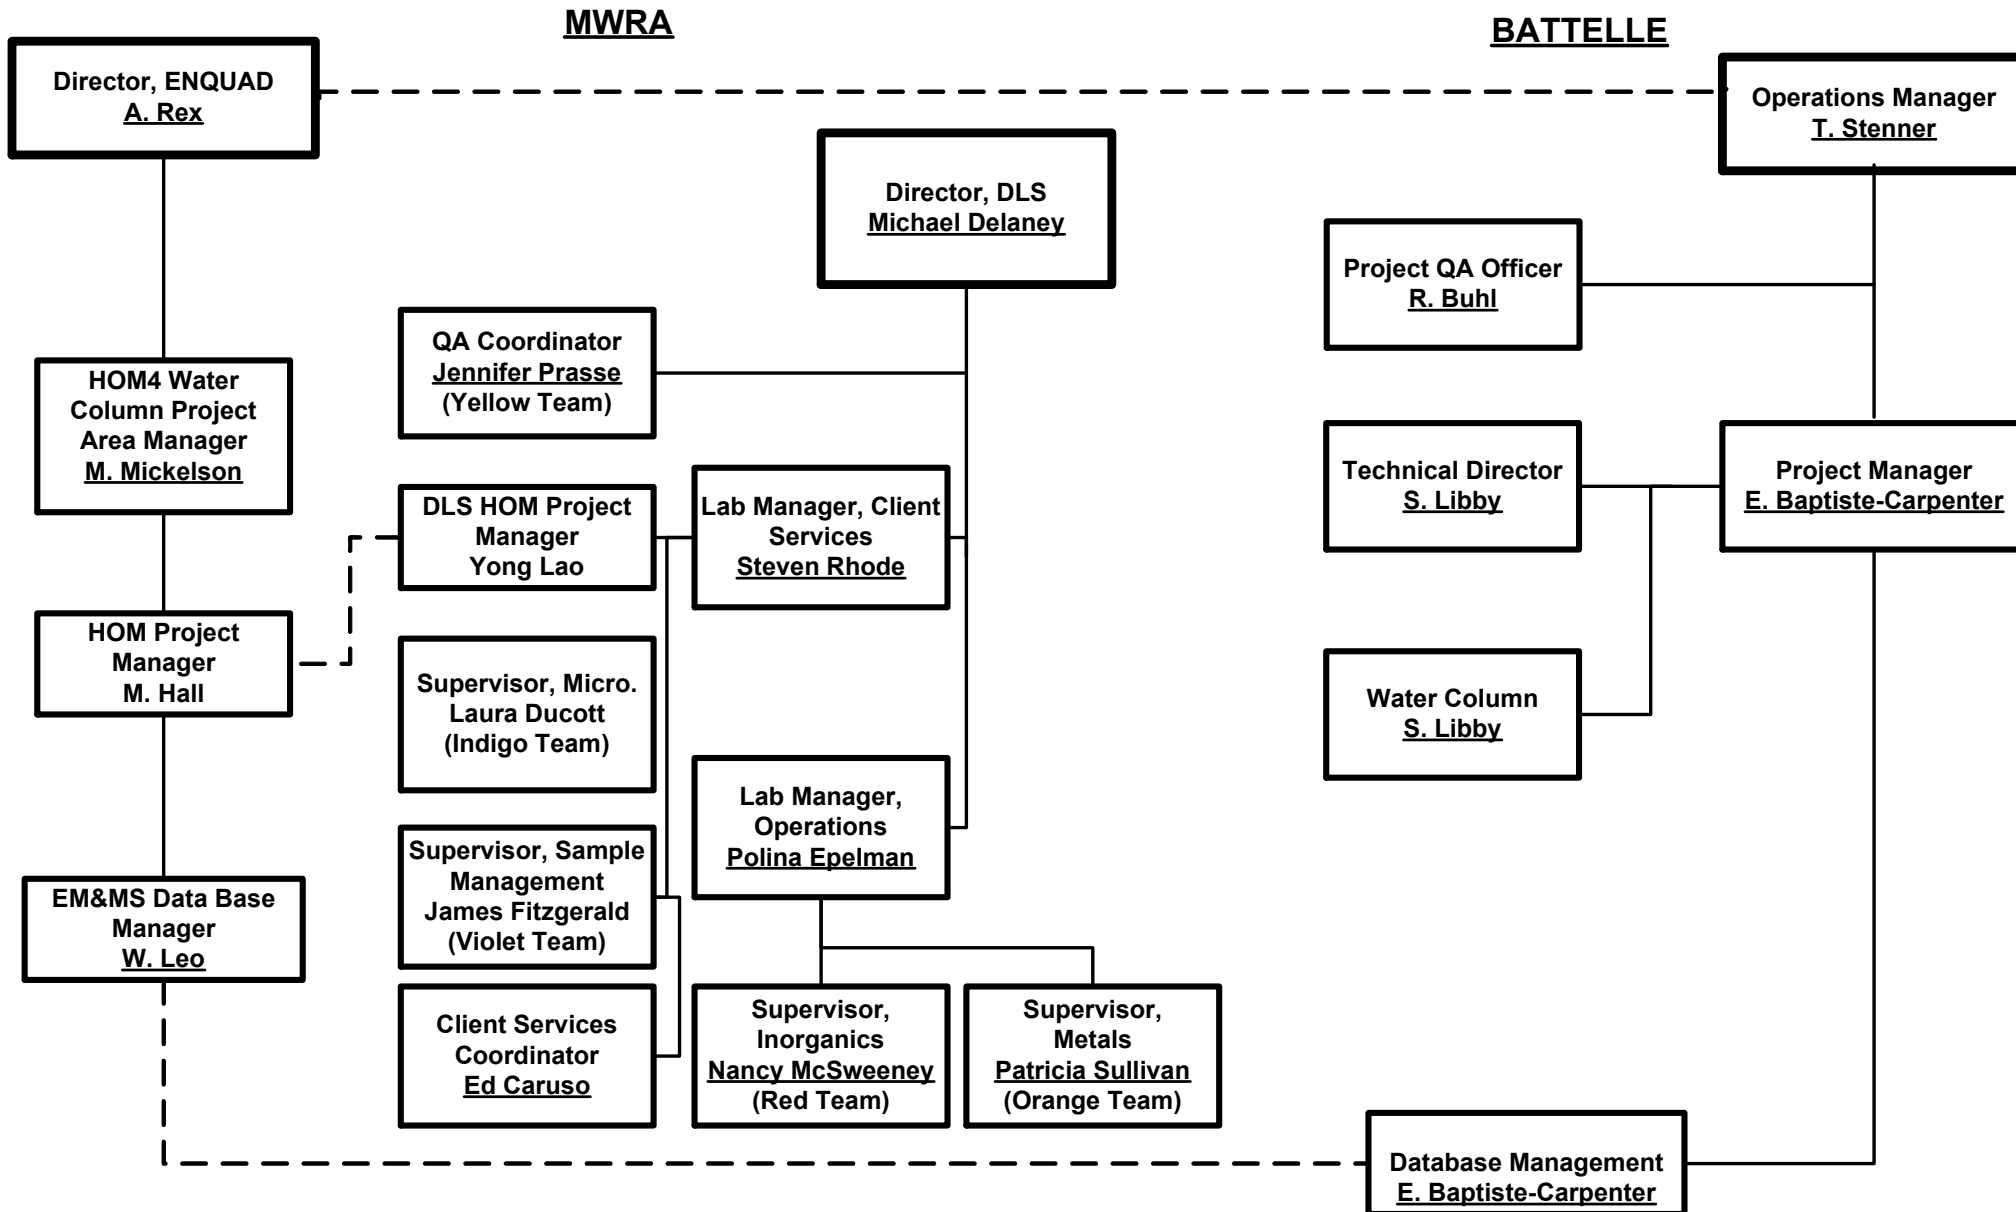 MWRA
BATTELLE
Director, ENQUAD
A. Rex
Operations Manager
T. Stenner
Director, DLS
Michael Delaney
Project QA Officer
R. Buhl
QA Coordinator
Jennifer Prasse
(Yellow Team)
HOM4 Water
Column Project
Area Manager
M. Mickelson
DLS HOM Project
Manager
Yong Lao
Lab Manager, Client
Services
Steven Rhode
Technical Director
S. Libby
Project Manager
E. Baptiste-Carpenter
HOM Project
Manager
M. Hall
Supervisor, Micro.
Laura Ducott
(Indigo Team)
Water Column
S. Libby
Lab Manager,
Operations
Polina Epelman
Supervisor, Sample
Management
James Fitzgerald
(Violet Team)
EM&MS Data Base
Manager
W. Leo
Client Services
Coordinator
Ed Caruso
Supervisor,
Inorganics
Nancy McSweeney
(Red Team)
Supervisor,
Metals
Patricia Sullivan
(Orange Team)
Database Management
E. Baptiste-Carpenter